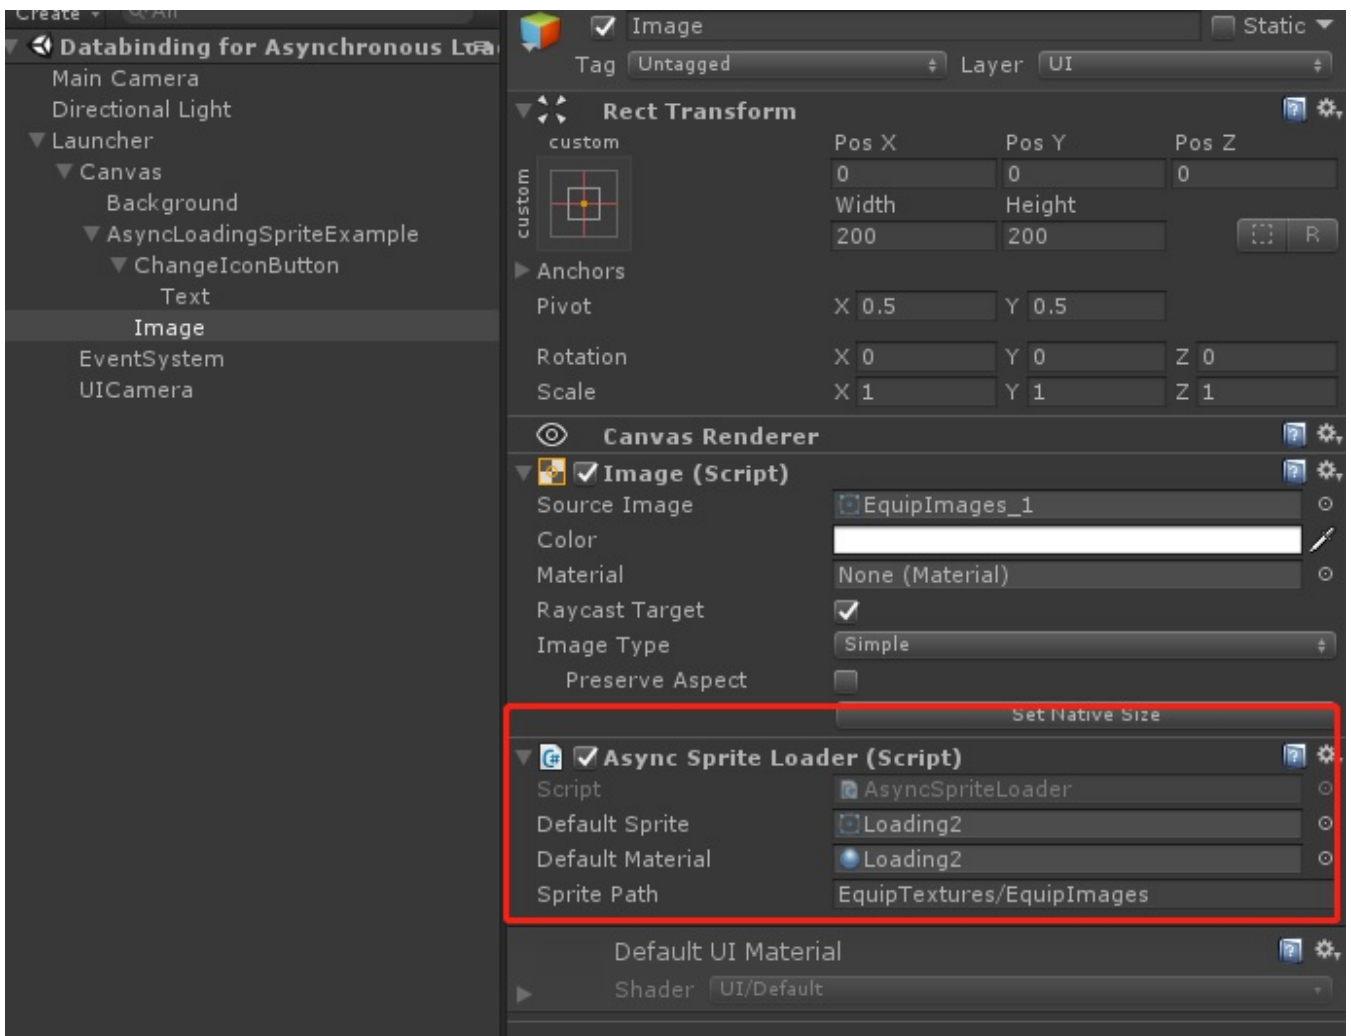 Create
All
Databinding for Asynchronous Loa
Main Camera
Directional Light
Launcher
Canvas
Background
AsyncLoadingSpriteExample
ChangeIconButton
Text
Image
EventSystem
UICamera
Image Static
Tag Untagged Layer UI
Rect Transform
custom Pos X Pos Y Pos Z
custom
0 0 0
Width Height
200 200 R
Anchors
Pivot X 0.5 Y 0.5
Rotation X 0 Y 0 Z 0
Scale X 1 Y 1 Z 1
Canvas Renderer
Image (Script)
Source Image EquipImages_1
Color
Material None (Material)
Raycast Target
Image Type Simple
Preserve Aspect
Set Native Size
Async Sprite Loader (Script)
Script AsyncSpriteLoader
Default Sprite Loading2
Default Material Loading2
Sprite Path EquipTextures/EquipImages
Default UI Material
Shader UI/Default